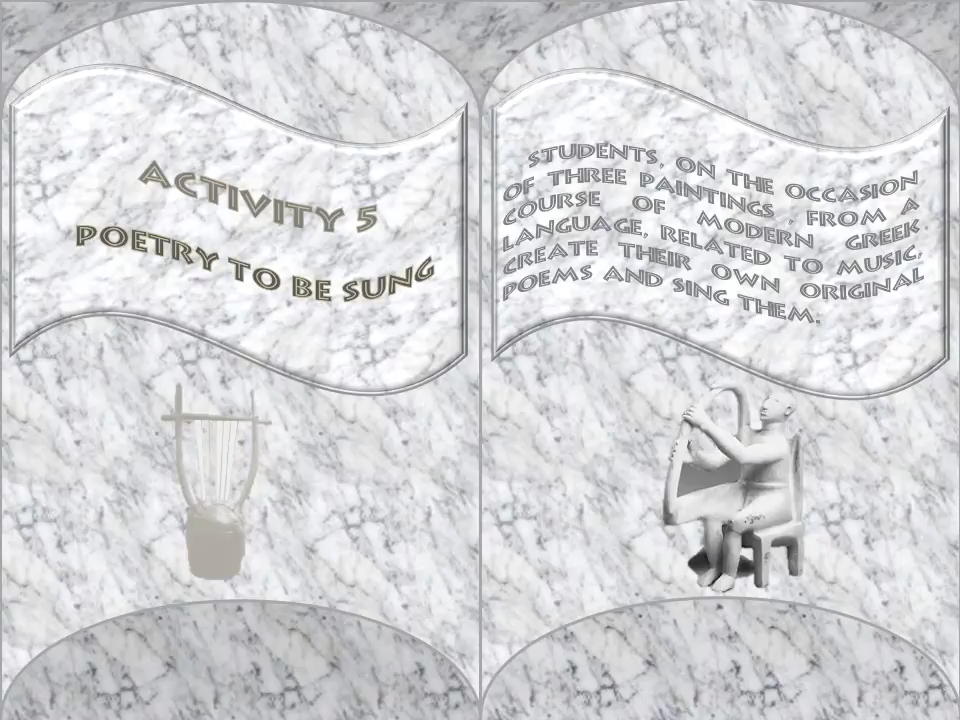 ACTIVITY 5
POETRY TO BE SUNG
STUDENTS, ON THE OCCASION
OF THREE PAINTINGS , FROM A
COURSE OF MODERN GREEK
LANGUAGE, RELATED TO MUSIC,
CREATE THEIR OWN ORIGINAL
POEMS AND SING THEM.